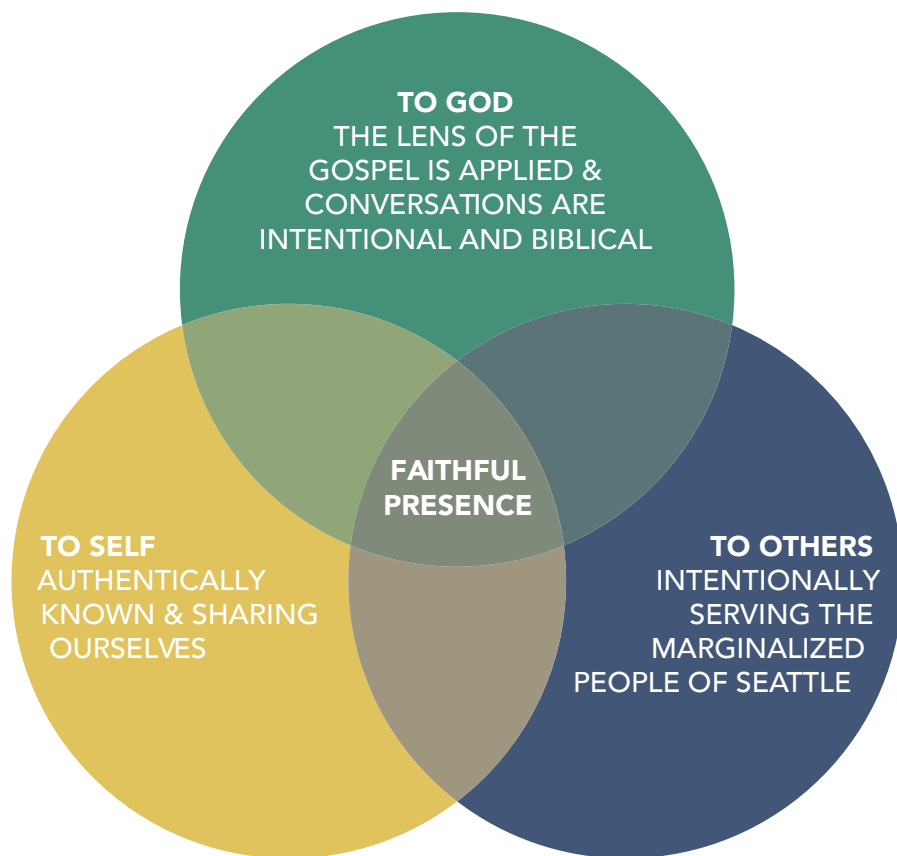 TO GOD
THE LENS OF THE
GOSPEL IS APPLIED &
CONVERSATIONS ARE
INTENTIONAL AND BIBLICAL
FAITHFUL
PRESENCE
TO SELF
AUTHENTICALLY
KNOWN & SHARING
OURSELVES
TO OTHERS
INTENTIONALLY
SERVING THE
MARGINALIZED
PEOPLE OF SEATTLE